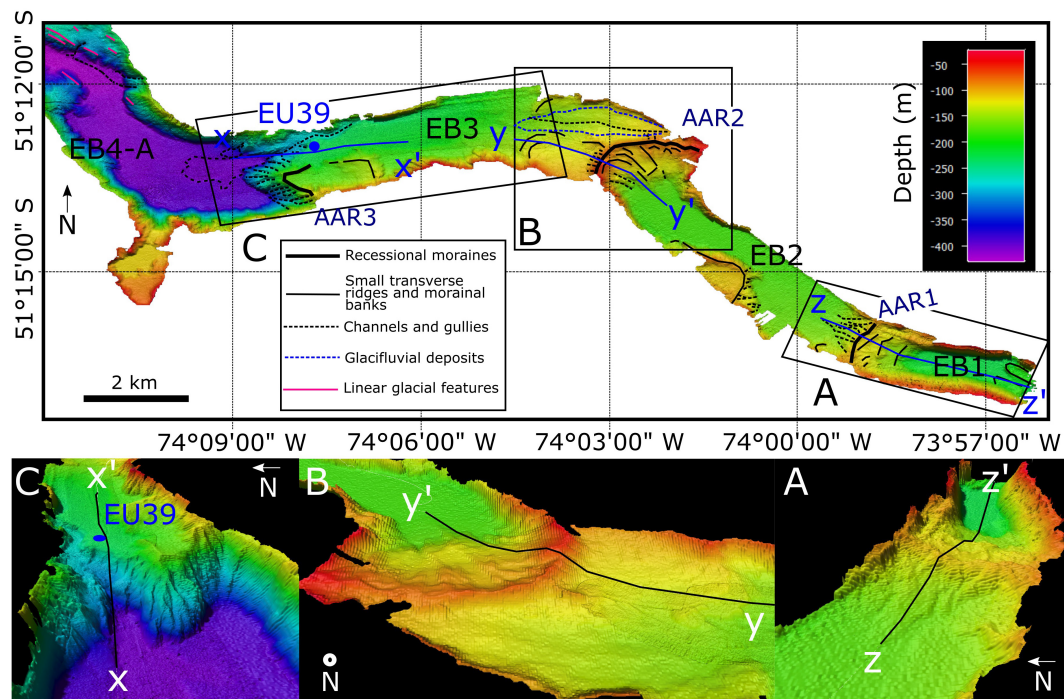 51°12'00" S
51°15'00" S
EU39
x
EB3
x'
y
AAR2
y'
EB4-A
N
AAR3
C
B
EB2
AAR1
z
EB1
z'
A
Depth (m)
-50
-100
-150
-200
-250
-300
-350
-400
Recessional moraines
Small transverse
ridges and morainal
banks
Channels and gullies
Glacifluvial deposits
Linear glacial features
2 km
74°09'00" W
74°06'00" W
74°03'00" W
74°00'00" W
73°57'00" W
C
x'
N
EU39
x
B
y'
y
N
A
z'
z
N